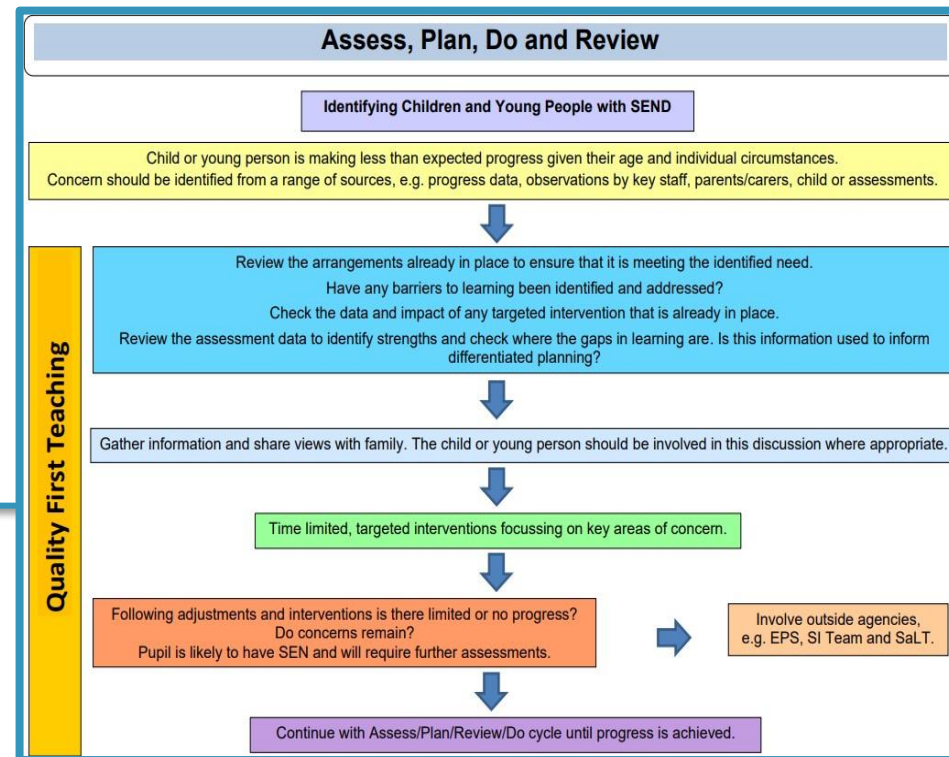 Assess, Plan, Do and Review
Identifying Children and Young People with SEND
Child or young person is making less than expected progress given their age and individual circumstances.
Concern should be identified from a range of sources, e.g. progress data, observations by key staff, parents/carers, child or assessments.
Quality First Teaching
Review the arrangements already in place to ensure that it is meeting the identified need.
Have any barriers to learning been identified and addressed?
Check the data and impact of any targeted intervention that is already in place.
Review the assessment data to identify strengths and check where the gaps in learning are. Is this information used to inform
differentiated planning?
Gather information and share views with family. The child or young person should be involved in this discussion where appropriate.
Time limited, targeted interventions focussing on key areas of concern.
Following adjustments and interventions is there limited or no progress?
Do concerns remain?
Pupil is likely to have SEN and will require further assessments.
Involve outside agencies,
e.g. EPS, SI Team and SaLT.
Continue with Assess/Plan/Review/Do cycle until progress is achieved.